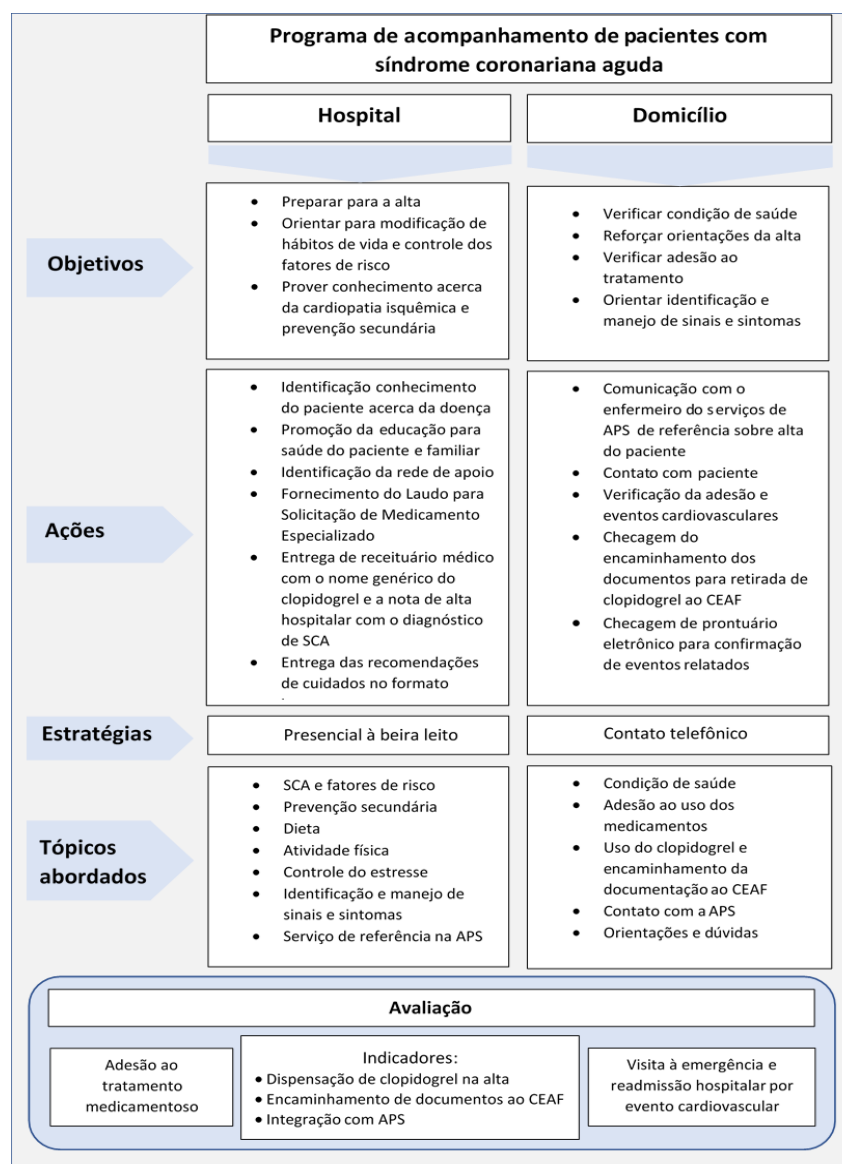 Programa de acompanhamento de pacientes com
síndrome coronariana aguda
Hospital
Domicílio
Objetivos
• Preparar para a alta
• Orientar para modificação de
hábitos de vida e controle dos
fatores de risco
• Prover conhecimento acerca
da cardiopatia isquêmica e
prevenção secundária
• Verificar condição de saúde
• Reforçar orientações da alta
• Verificar adesão ao
tratamento
• Orientar identificação e
manejo de sinais e sintomas
Ações
• Identificação conhecimento
do paciente acerca da doença
• Promoção da educação para
saúde do paciente e familiar
• Identificação da rede de apoio
• Fornecimento do Laudo para
Solicitação de Medicamento
Especializado
• Entrega de receituário médico
com o nome genérico do
clopidogrel e a nota de alta
hospitalar com o diagnóstico
de SCA
• Entrega das recomendações
de cuidados no formato
• Comunicação com o
enfermeiro do serviços de
APS de referência sobre alta
do paciente
• Contato com paciente
• Verificação da adesão e
eventos cardiovasculares
• Checagem do
encaminhamento dos
documentos para retirada de
clopidogrel ao CEAF
• Checagem de prontuário
eletrônico para confirmação
de eventos relatados
Estratégias
Presencial à beira leito
Contato telefônico
Tópicos
abordados
• SCA e fatores de risco
• Prevenção secundária
• Dieta
• Atividade física
• Controle do estresse
• Identificação e manejo de
sinais e sintomas
• Serviço de referência na APS
• Condição de saúde
• Adesão ao uso dos
medicamentos
• Uso do clopidogrel e
encaminhamento da
documentação ao CEAF
• Contato com a APS
• Orientações e dúvidas
Avaliação
Adesão ao
tratamento
medicamentoso
Indicadores:
• Dispensação de clopidogrel na alta
• Encaminhamento de documentos ao CEAF
• Integração com APS
Visita à emergência e
readmissão hospitalar por
evento cardiovascular